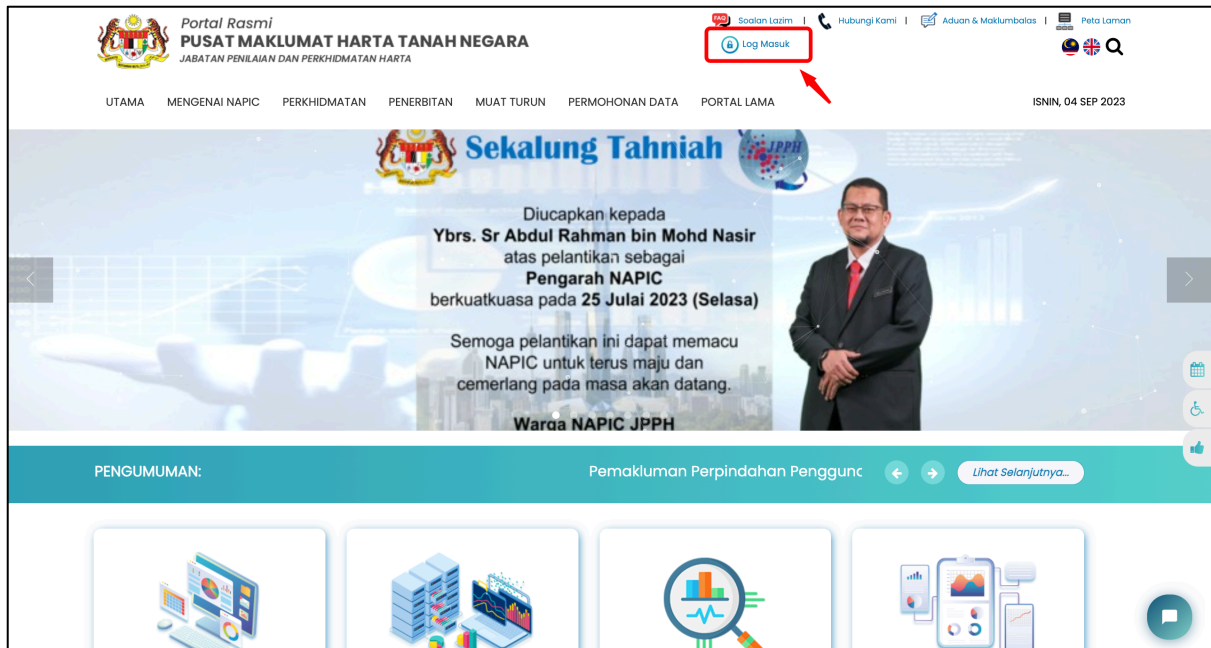 Portal Rasmi
PUSAT MAKLUMAT HARTA TANAH NEGARA
JABATAN PENILAIAN DAN PERKHIDMATAN HARTA
FAQ Soalan Lazim | Hubungi Kami | Aduan & Maklumbalas | Peta Laman
Log Masuk
UTAMA MENGENAI NAPIC PERKHIDMATAN PENERBITAN MUAT TURUN PERMOHONAN DATA PORTAL LAMA ISNIN, 04 SEP 2023
Sekalung Tahniah JPPH
Diucapkan kepada
Ybrs. Sr Abdul Rahman bin Mohd Nasir
atas pelantikan sebagai
Pengarah NAPIC
berkuatkuasa pada 25 Julai 2023 (Selasa)
Semoga pelantikan ini dapat memacu
NAPIC untuk terus maju dan
cemerlang pada masa akan datang.
Warga NAPIC JPPH
PENGUMUMAN: Pemakluman Perpindahan Pengguna Lihat Selanjutnya...